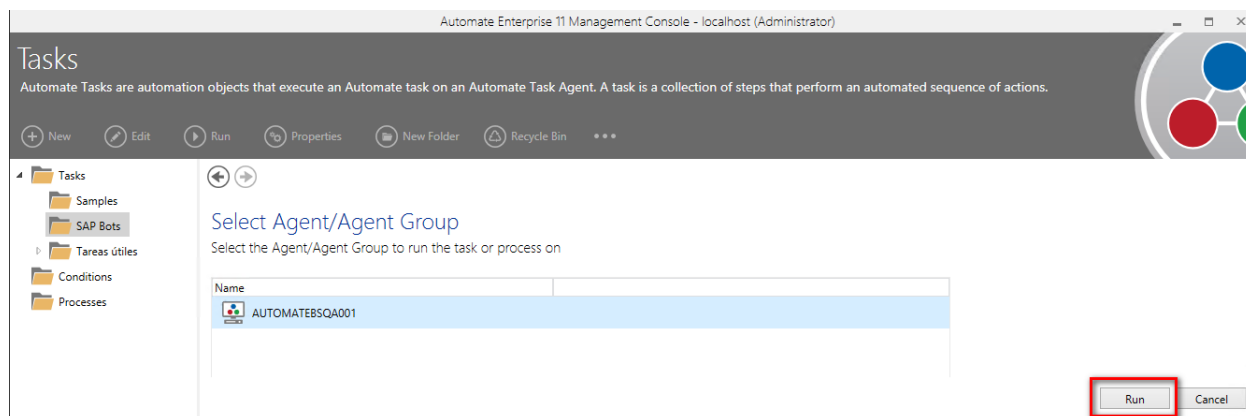 Automate Enterprise 11 Management Console - localhost (Administrator)
Tasks
Automate Tasks are automation objects that execute an Automate task on an Automate Task Agent. A task is a collection of steps that perform an automated sequence of actions.
New Edit Run Properties New Folder Recycle Bin
Tasks
Samples
SAP Bots
Tareas útiles
Conditions
Processes
Select Agent/Agent Group
Select the Agent/Agent Group to run the task or process on
Name
AUTOMATEBSQA001
Run Cancel